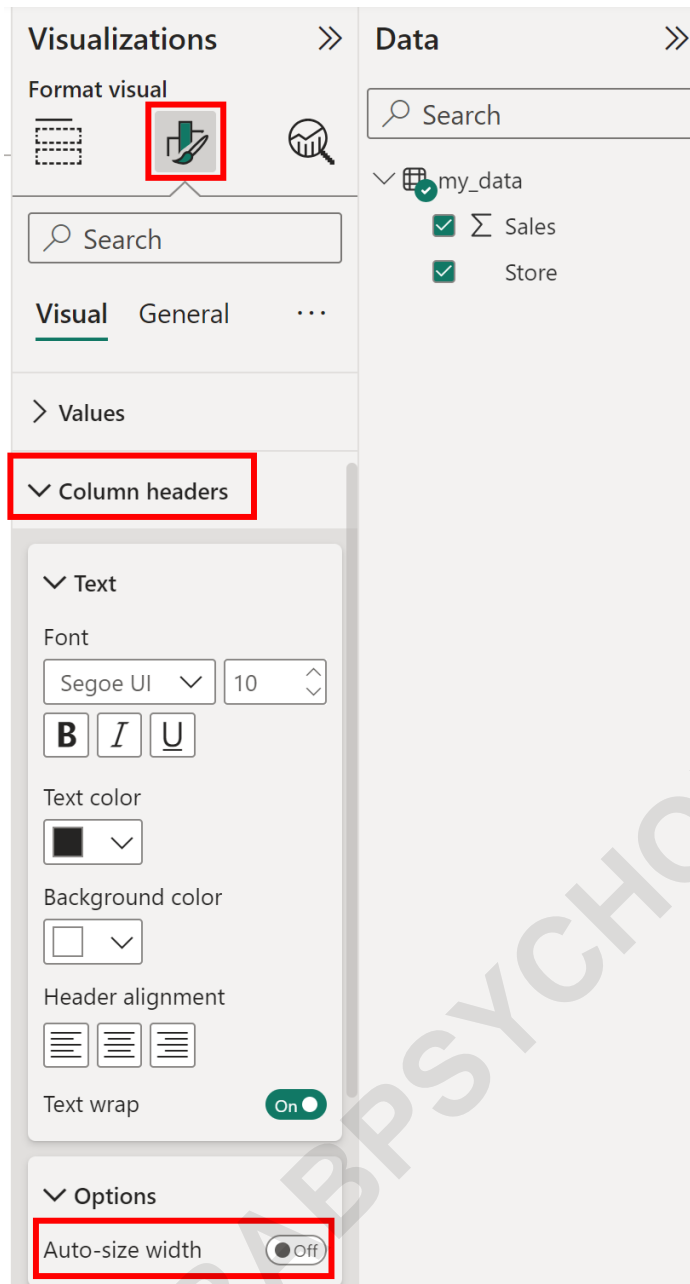 Visualizations
Format visual
Search
Visual General ...
Values
Column headers
Text
Font
Segoe UI 10
B I U
Text color
Background color
Header alignment
Text wrap On
Options
Auto-size width Off
Data
Search
my_data
Σ Sales
Store
ABPSYCHO